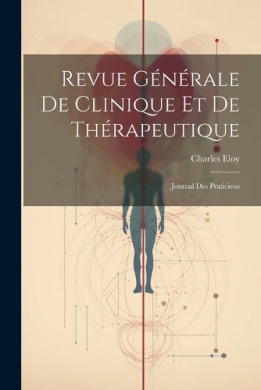 Revue Générale
De Clinique Et De
Thérapeutique
Charles Eloy
Journal Des Praticiens